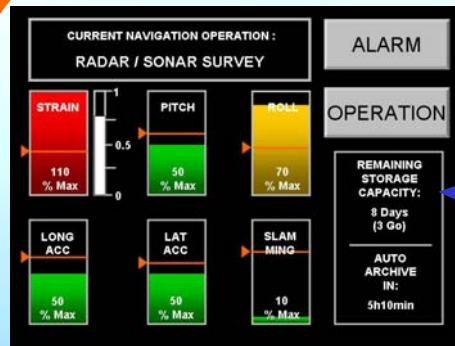 CURRENT NAVIGATION OPERATION :
RADAR / SONAR SURVEY
ALARM
OPERATION
STRAIN
110
% Max
1
0.5
0
PITCH
50
% Max
ROLL
70
% Max
LONG
ACC
50
% Max
LAT
ACC
50
% Max
SLAM
MING
10
% Max
REMAINING
STORAGE
CAPACITY:
8 Days
(3 Go)
AUTO
ARCHIVE
IN:
5h10min